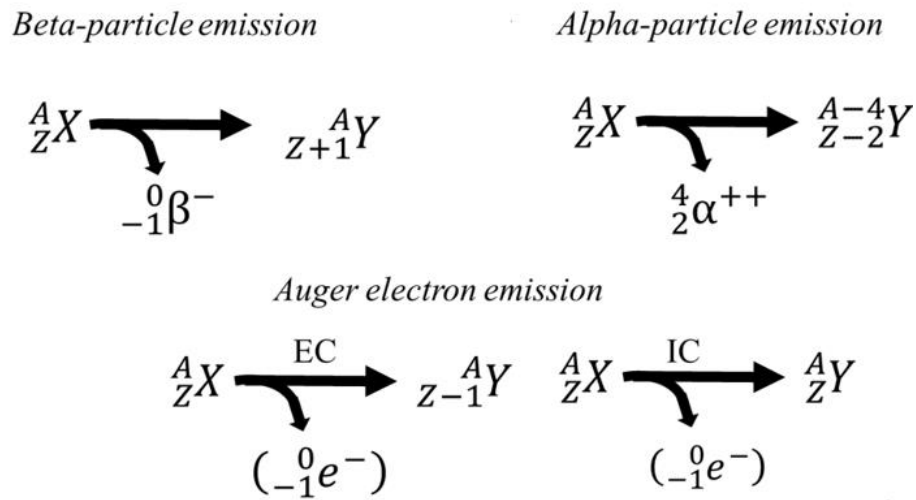 Beta-particle emission
Alpha-particle emission
A
Z X
A
Z+1 Y
0
-1 β−
A
Z X
A−4
Z−2 Y
4
2 α++
Auger electron emission
A
Z X
EC
A
Z−1 Y
( 0
−1 e−)
A
Z X
IC
A
Z Y
( 0
−1 e−)